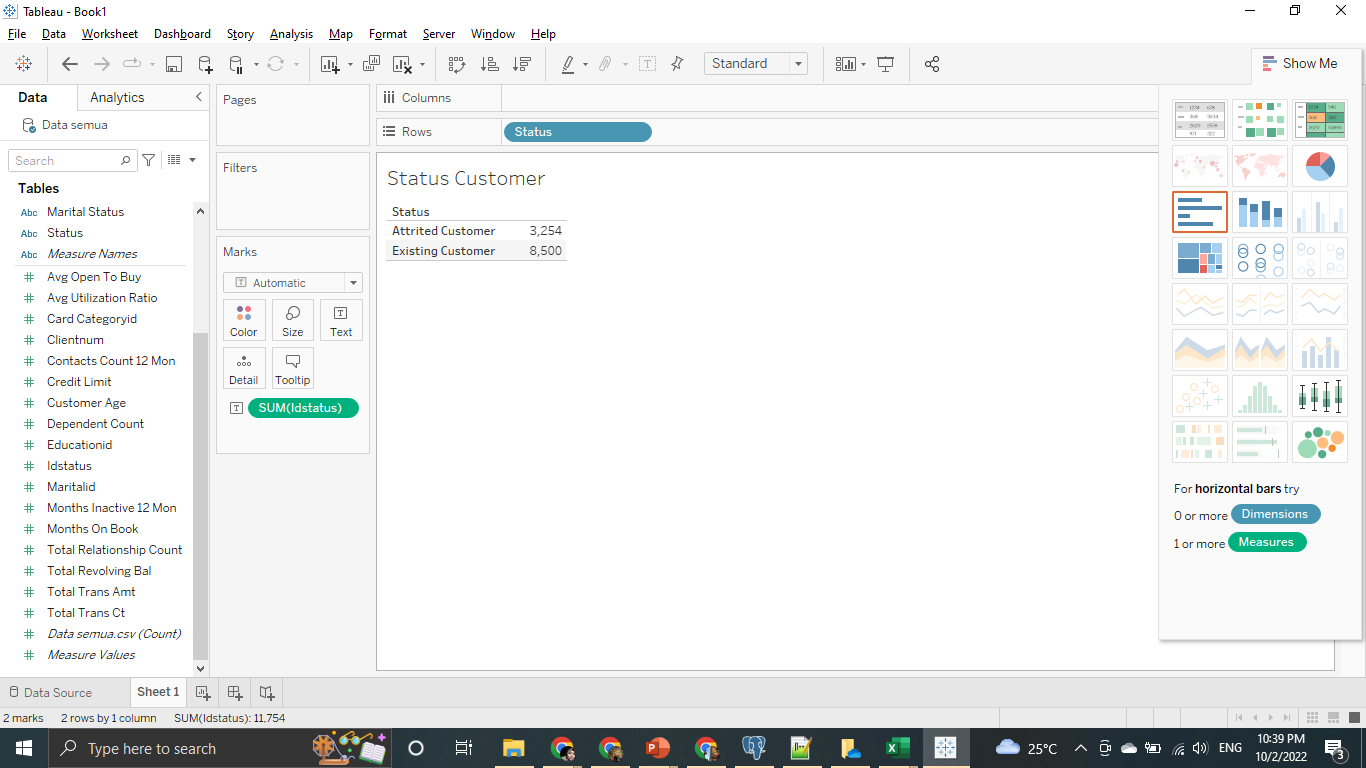 Tableau - Book1
File Data Worksheet Dashboard Story Analysis Map Format Server Window Help
Standard
Show Me
Data Analytics
Data semua
Search
Tables
Abc Marital Status
Abc Status
Abc Measure Names
# Avg Open To Buy
# Avg Utilization Ratio
# Card Categoryid
# Clientnum
# Contacts Count 12 Mon
# Credit Limit
# Customer Age
# Dependent Count
# Educationid
# Idstatus
# Maritalid
# Months Inactive 12 Mon
# Months On Book
# Total Relationship Count
# Total Revolving Bal
# Total Trans Amt
# Total Trans Ct
# Data semua.csv (Count)
# Measure Values
Pages
Filters
Marks
Automatic
Color Size Text
Detail Tooltip
SUM(Idstatus)
Columns
Rows Status
Status Customer
Status
Attrited Customer 3,254
Existing Customer 8,500
For horizontal bars try
0 or more Dimensions
1 or more Measures
Data Source Sheet 1
2 marks 2 rows by 1 column SUM(Idstatus): 11,754
Type here to search
25°C
ENG
10:39 PM
10/2/2022
3